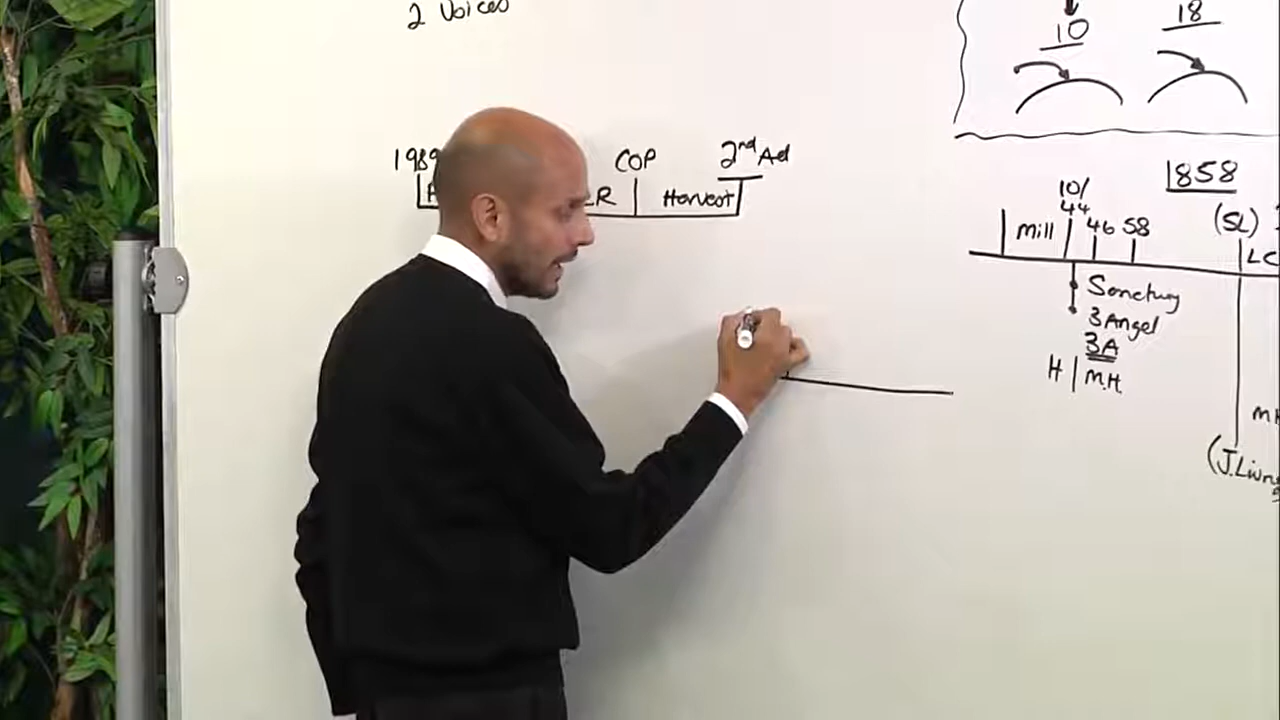 2 Voices
10
18
1989
COP
2nd Ad
LR
Harvest
1858
10/
44
46
58
(SL)
Mill
LC
Sanctuary
3 Angel
3A
H | M.H
(J.